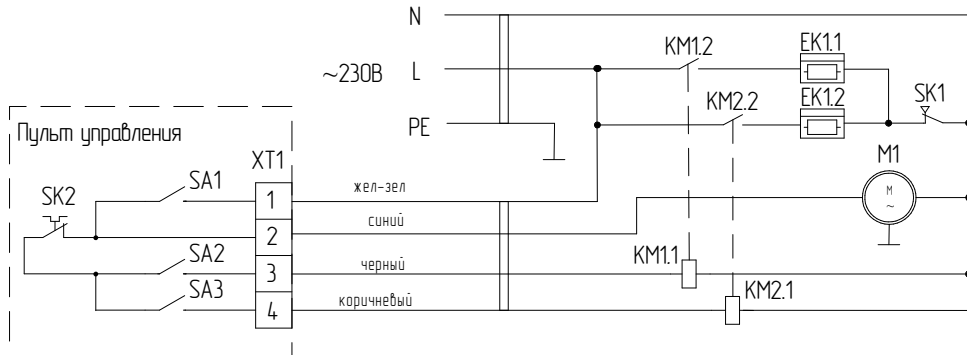 N
KM1.2
EK1.1
~230В
L
KM2.2
EK1.2
SK1
Пульт управления
PE
XT1
M1
SK2
SA1
1
жел-зел
M
~
2
синий
SA2
3
черный
KM1.1
SA3
4
коричневый
KM2.1